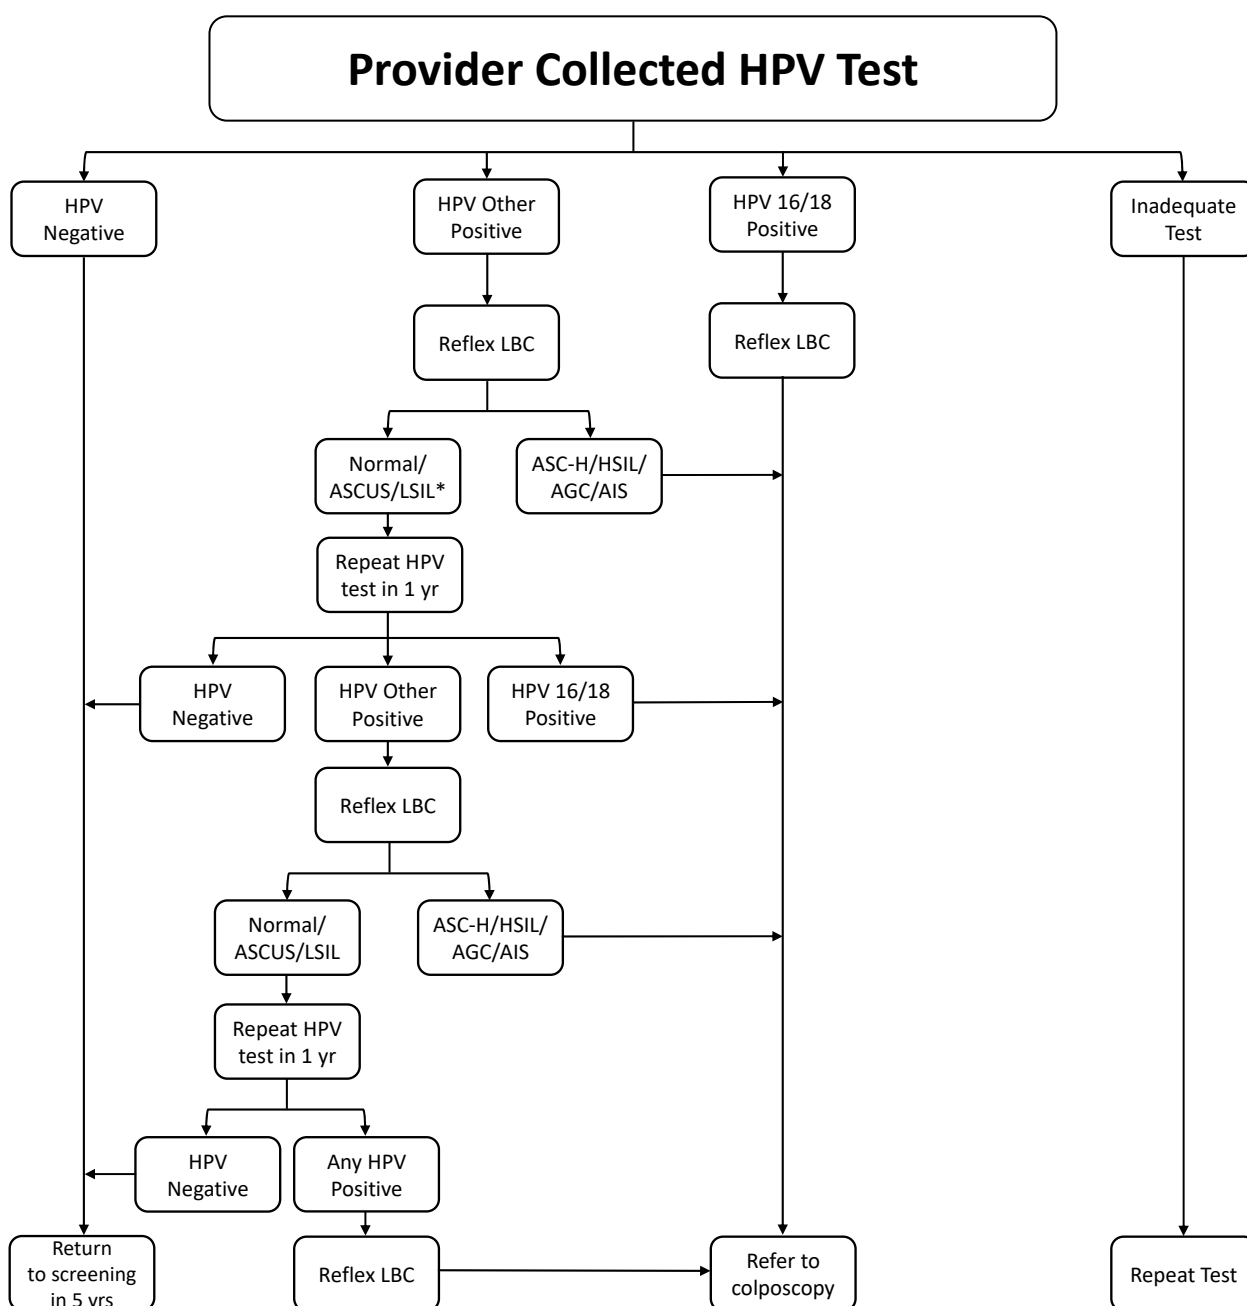 Provider Collected HPV Test
HPV
Negative
HPV Other
Positive
HPV 16/18
Positive
Inadequate
Test
Reflex LBC
Reflex LBC
Normal/
ASCUS/LSIL*
ASC-H/HSIL/
AGC/AIS
Repeat HPV
test in 1 yr
HPV
Negative
HPV Other
Positive
HPV 16/18
Positive
Reflex LBC
Normal/
ASCUS/LSIL
ASC-H/HSIL/
AGC/AIS
Repeat HPV
test in 1 yr
HPV
Negative
Any HPV
Positive
Return
to screening
in 5 yrs
Reflex LBC
Refer to
colposcopy
Repeat Test